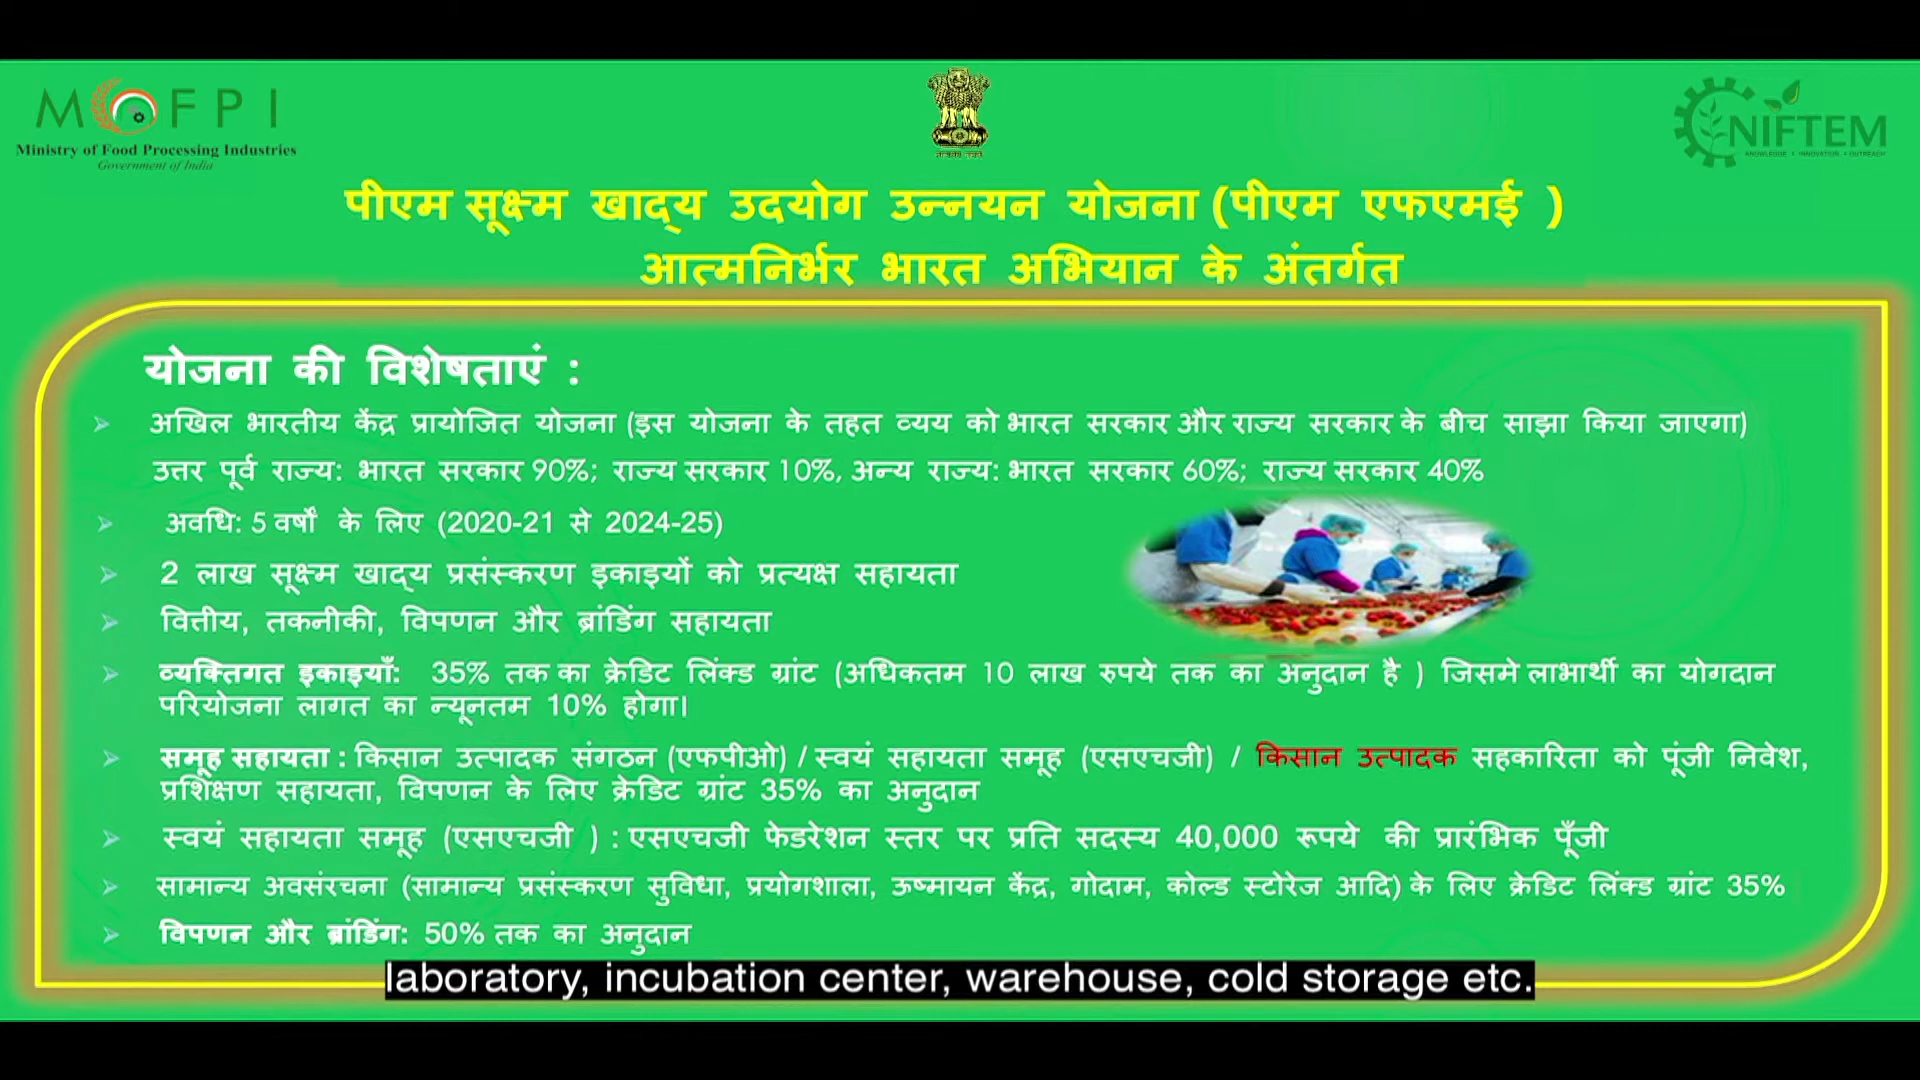 MOFPI
Ministry of Food Processing Industries
Government of India
NIFTEM
KNOWLEDGE • INNOVATION • OUTREACH
पीएम सूक्ष्म खाद्य उदयोग उन्नयन योजना (पीएम एफएमई )
आत्मनिर्भर भारत अभियान के अंतर्गत
योजना की विशेषताएं :
अखिल भारतीय केंद्र प्रायोजित योजना (इस योजना के तहत व्यय को भारत सरकार और राज्य सरकार के बीच साझा किया जाएगा)
उत्तर पूर्व राज्य: भारत सरकार 90%; राज्य सरकार 10%, अन्य राज्य: भारत सरकार 60%; राज्य सरकार 40%
अवधि: 5 वर्षों के लिए (2020-21 से 2024-25)
2 लाख सूक्ष्म खाद्य प्रसंस्करण इकाइयों को प्रत्यक्ष सहायता
वित्तीय, तकनीकी, विपणन और ब्रांडिंग सहायता
व्यक्तिगत इकाइयाँ: 35% तक का क्रेडिट लिंक्ड ग्रांट (अधिकतम 10 लाख रुपये तक का अनुदान है ) जिसमे लाभार्थी का योगदान
परियोजना लागत का न्यूनतम 10% होगा।
समूह सहायता : किसान उत्पादक संगठन (एफपीओ) / स्वयं सहायता समूह (एसएचजी) / किसान उत्पादक सहकारिता को पूंजी निवेश,
प्रशिक्षण सहायता, विपणन के लिए क्रेडिट ग्रांट 35% का अनुदान
स्वयं सहायता समूह (एसएचजी ) : एसएचजी फेडरेशन स्तर पर प्रति सदस्य 40,000 रूपये की प्रारंभिक पूँजी
सामान्य अवसंरचना (सामान्य प्रसंस्करण सुविधा, प्रयोगशाला, ऊष्मायन केंद्र, गोदाम, कोल्ड स्टोरेज आदि) के लिए क्रेडिट लिंक्ड ग्रांट 35%
विपणन और ब्रांडिंग: 50% तक का अनुदान
laboratory, incubation center, warehouse, cold storage etc.